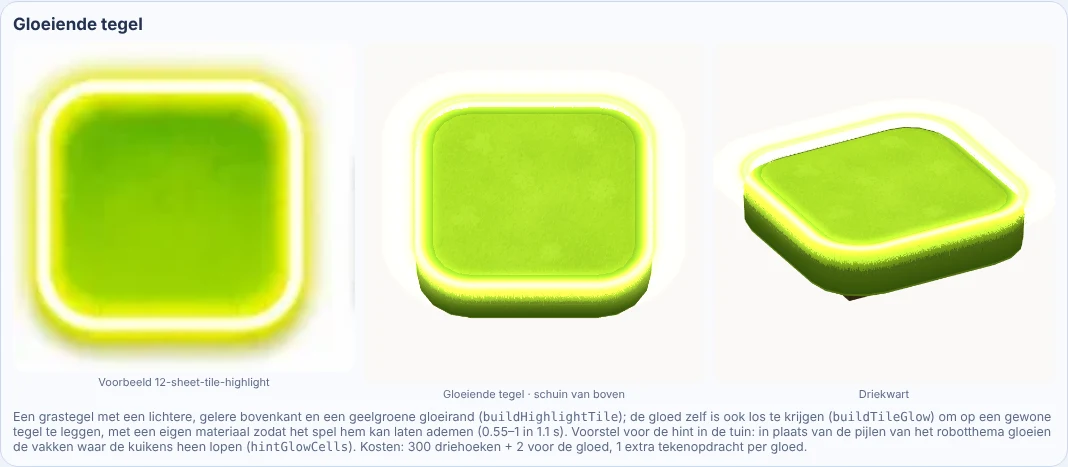 Gloeiende tegel
Voorbeeld 12-sheet-tile-highlight
Gloeiende tegel · schuin van boven
Driekwart
Een grastegel met een lichtere, gelere bovenkant en een geelgroene gloeirand (buildHighlightTile); de gloed zelf is ook los te krijgen (buildTileGlow) om op een gewone
tegel te leggen, met een eigen materiaal zodat het spel hem kan laten ademen (0.55–1 in 1.1 s). Voorstel voor de hint in de tuin: in plaats van de pijlen van het robotthema gloeien
de vakken waar de kuikens heen lopen (hintGlowCells). Kosten: 300 driehoeken + 2 voor de gloed, 1 extra tekenopdracht per gloed.